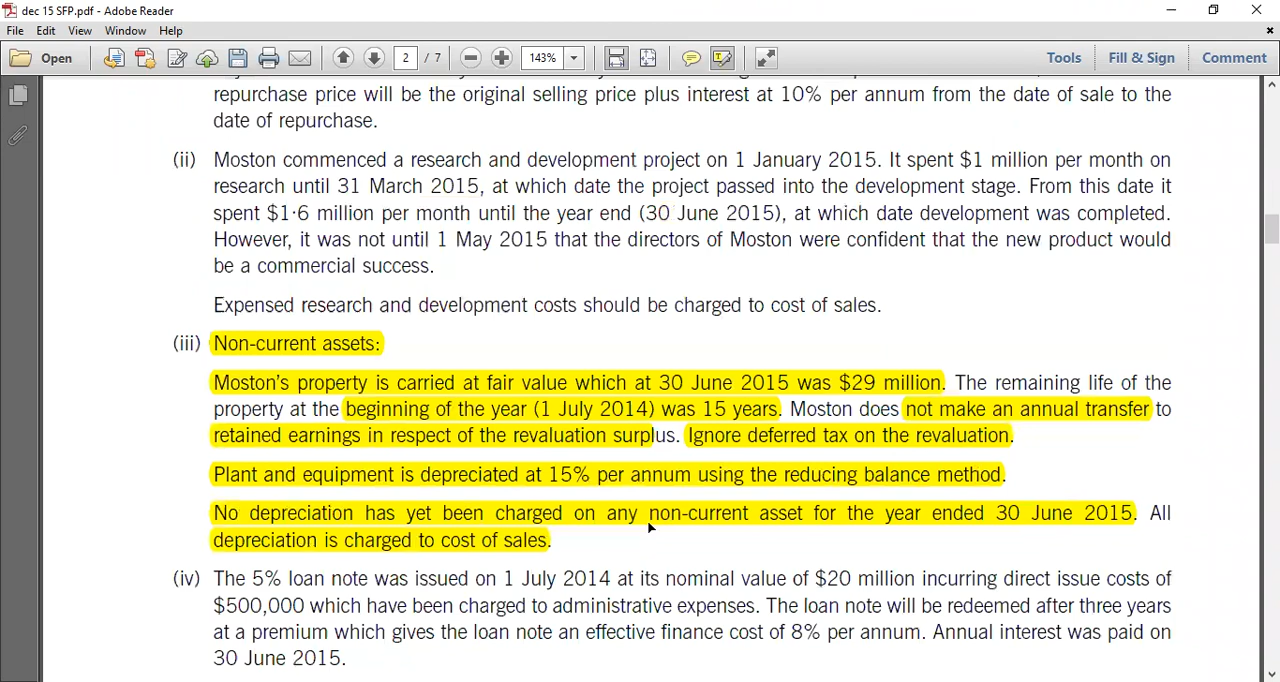 dec 15 SFP.pdf - Adobe Reader
File Edit View Window Help
Open 2 / 7 143% Tools Fill & Sign Comment
repurchase price will be the original selling price plus interest at 10% per annum from the date of sale to the
date of repurchase.
(ii) Moston commenced a research and development project on 1 January 2015. It spent $1 million per month on
research until 31 March 2015, at which date the project passed into the development stage. From this date it
spent $1·6 million per month until the year end (30 June 2015), at which date development was completed.
However, it was not until 1 May 2015 that the directors of Moston were confident that the new product would
be a commercial success.
Expensed research and development costs should be charged to cost of sales.
(iii) Non-current assets:
Moston's property is carried at fair value which at 30 June 2015 was $29 million. The remaining life of the
property at the beginning of the year (1 July 2014) was 15 years. Moston does not make an annual transfer to
retained earnings in respect of the revaluation surplus. Ignore deferred tax on the revaluation.
Plant and equipment is depreciated at 15% per annum using the reducing balance method.
No depreciation has yet been charged on any non-current asset for the year ended 30 June 2015. All
depreciation is charged to cost of sales.
(iv) The 5% loan note was issued on 1 July 2014 at its nominal value of $20 million incurring direct issue costs of
$500,000 which have been charged to administrative expenses. The loan note will be redeemed after three years
at a premium which gives the loan note an effective finance cost of 8% per annum. Annual interest was paid on
30 June 2015.